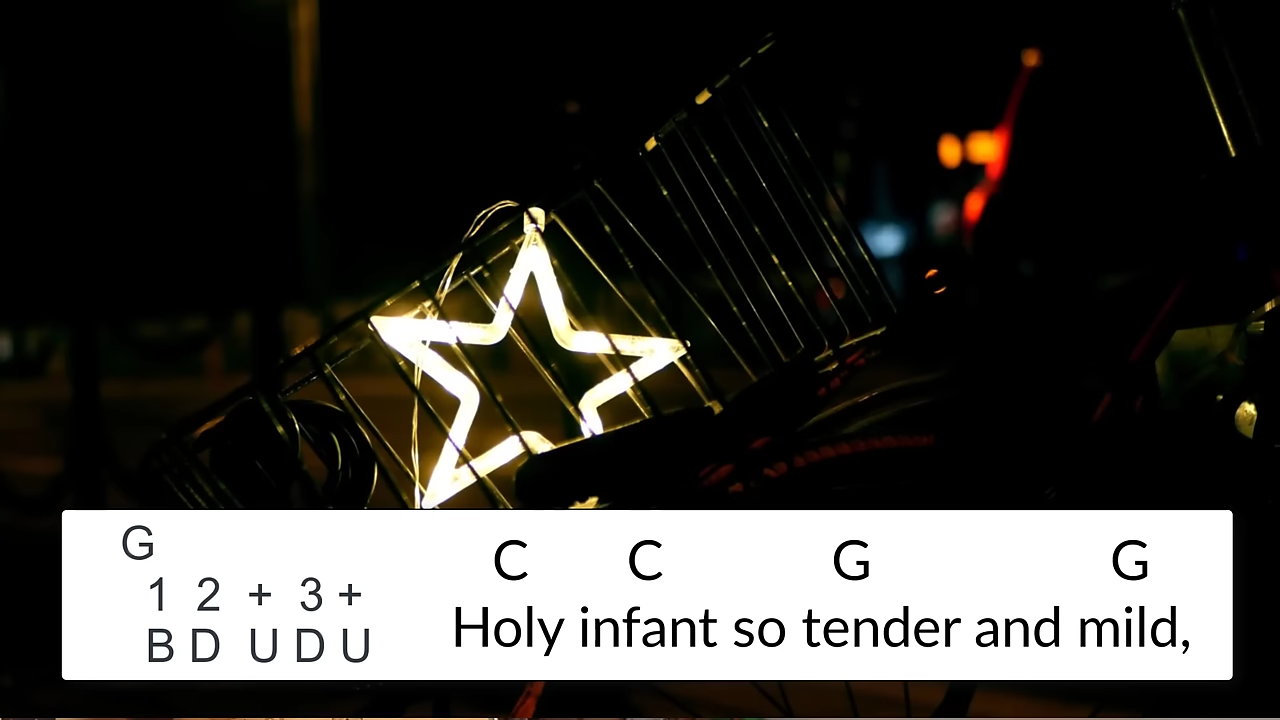 G
1 2 + 3 +
B D U D U
C C G G
Holy infant so tender and mild,